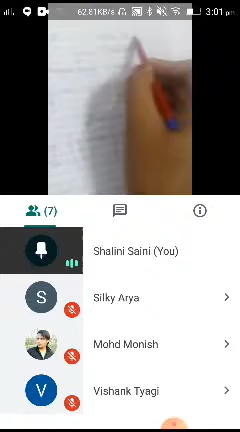 62.81KB/s 3:01 pm
(7)
Shalini Saini (You)
S Silky Arya
Mohd Monish
V Vishank Tyagi